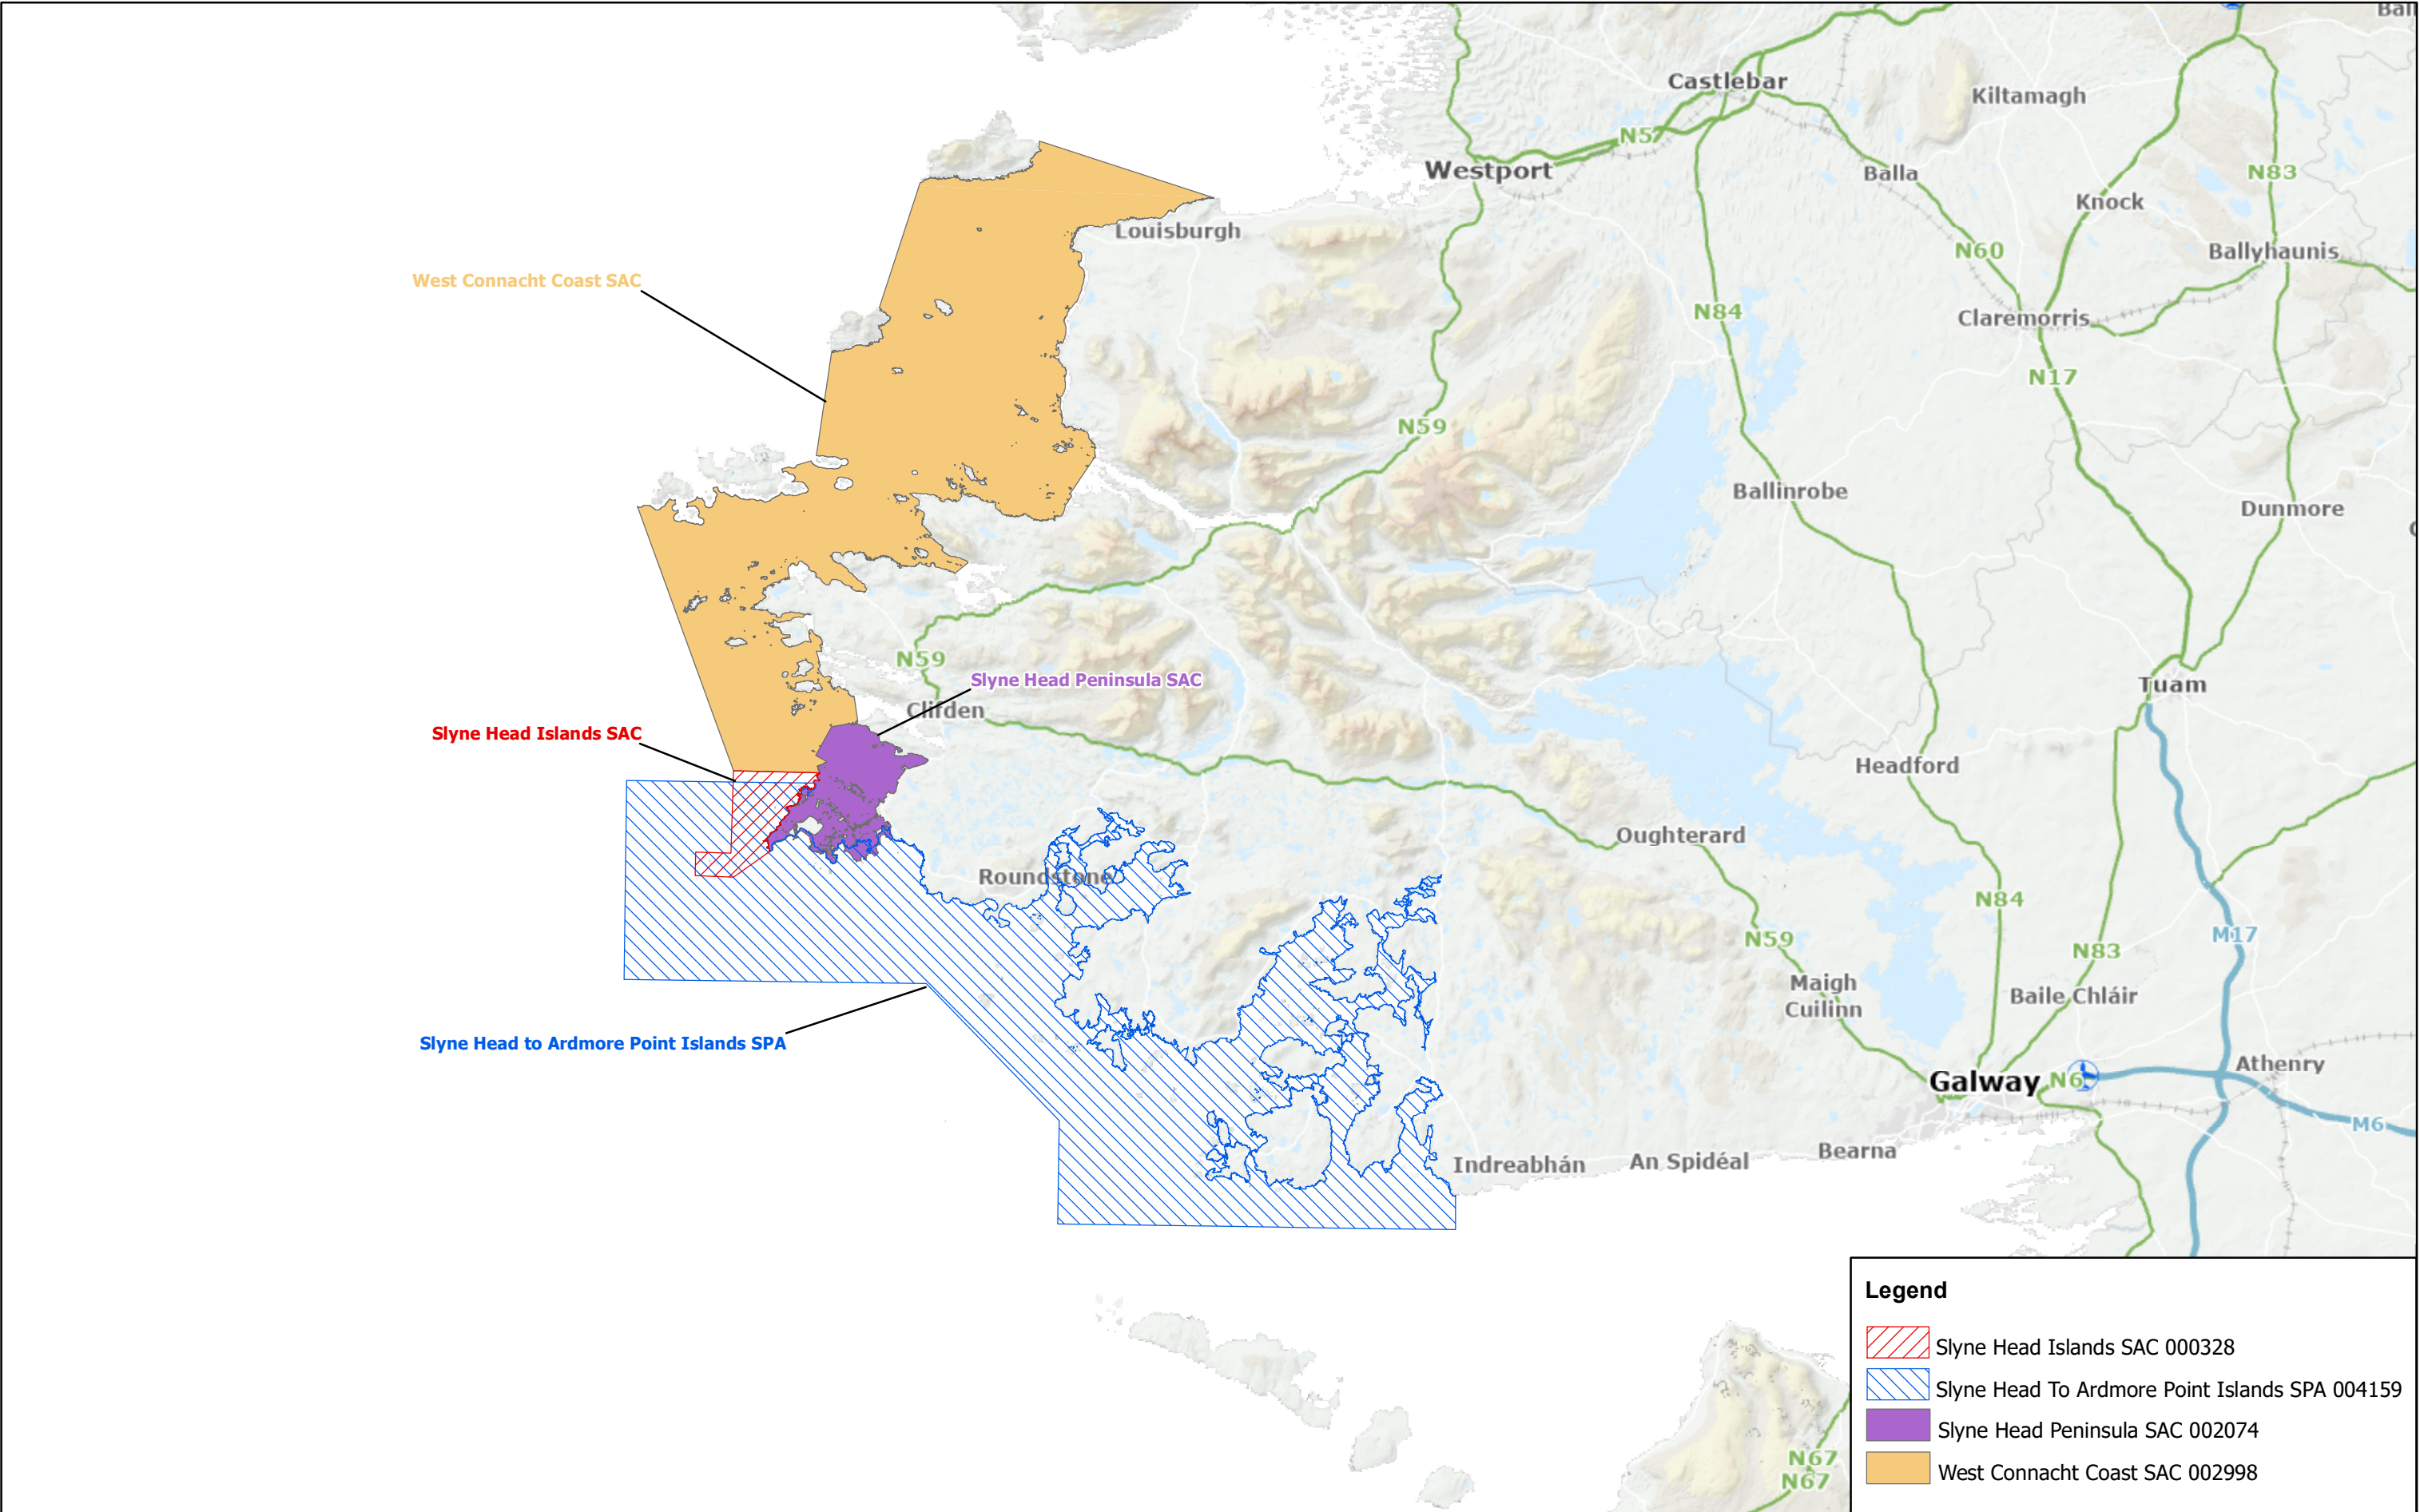 Ball
Castlebar
Kiltamagh
N5
Westport
Balla
N83
Knock
Louisburgh
N60
Ballyhaunis
West Connacht Coast SAC
N84
Claremorris
N17
N59
Ballinrobe
Dunmore
N59
Slyne Head Peninsula SAC
Tuam
Clifden
Slyne Head Islands SAC
Headford
Oughterard
Roundstone
N84
N59
M17
N83
Maigh
Cuilinn
Baile Chláir
Slyne Head to Ardmore Point Islands SPA
Athenry
Galway
N6
M6
Bearna
An Spidéal
Indreabhán
Legend
Slyne Head Islands SAC 000328
Slyne Head To Ardmore Point Islands SPA 004159
Slyne Head Peninsula SAC 002074
West Connacht Coast SAC 002998
N67
N67